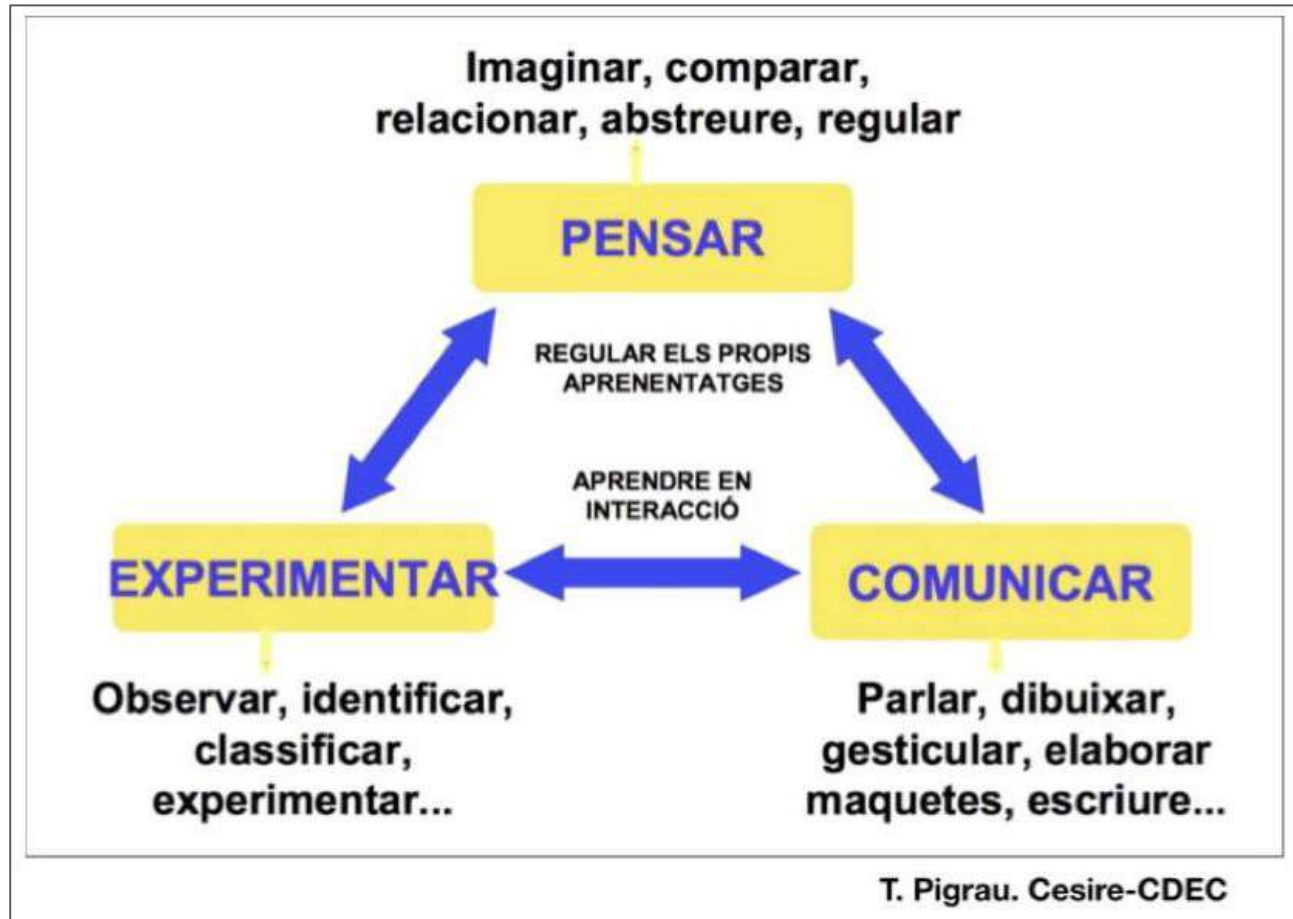 Imaginar, comparar,
relacionar, abstreure, regular
PENSAR
REGULAR ELS PROPIS
APRENENTATGES
APRENDRE EN
INTERACCIÓ
EXPERIMENTAR
COMUNICAR
Observar, identificar,
classificar,
experimentar...
Parlar, dibuixar,
gesticular, elaborar
maquetes, escriure...
T. Pigrau. Cesire-CDEC